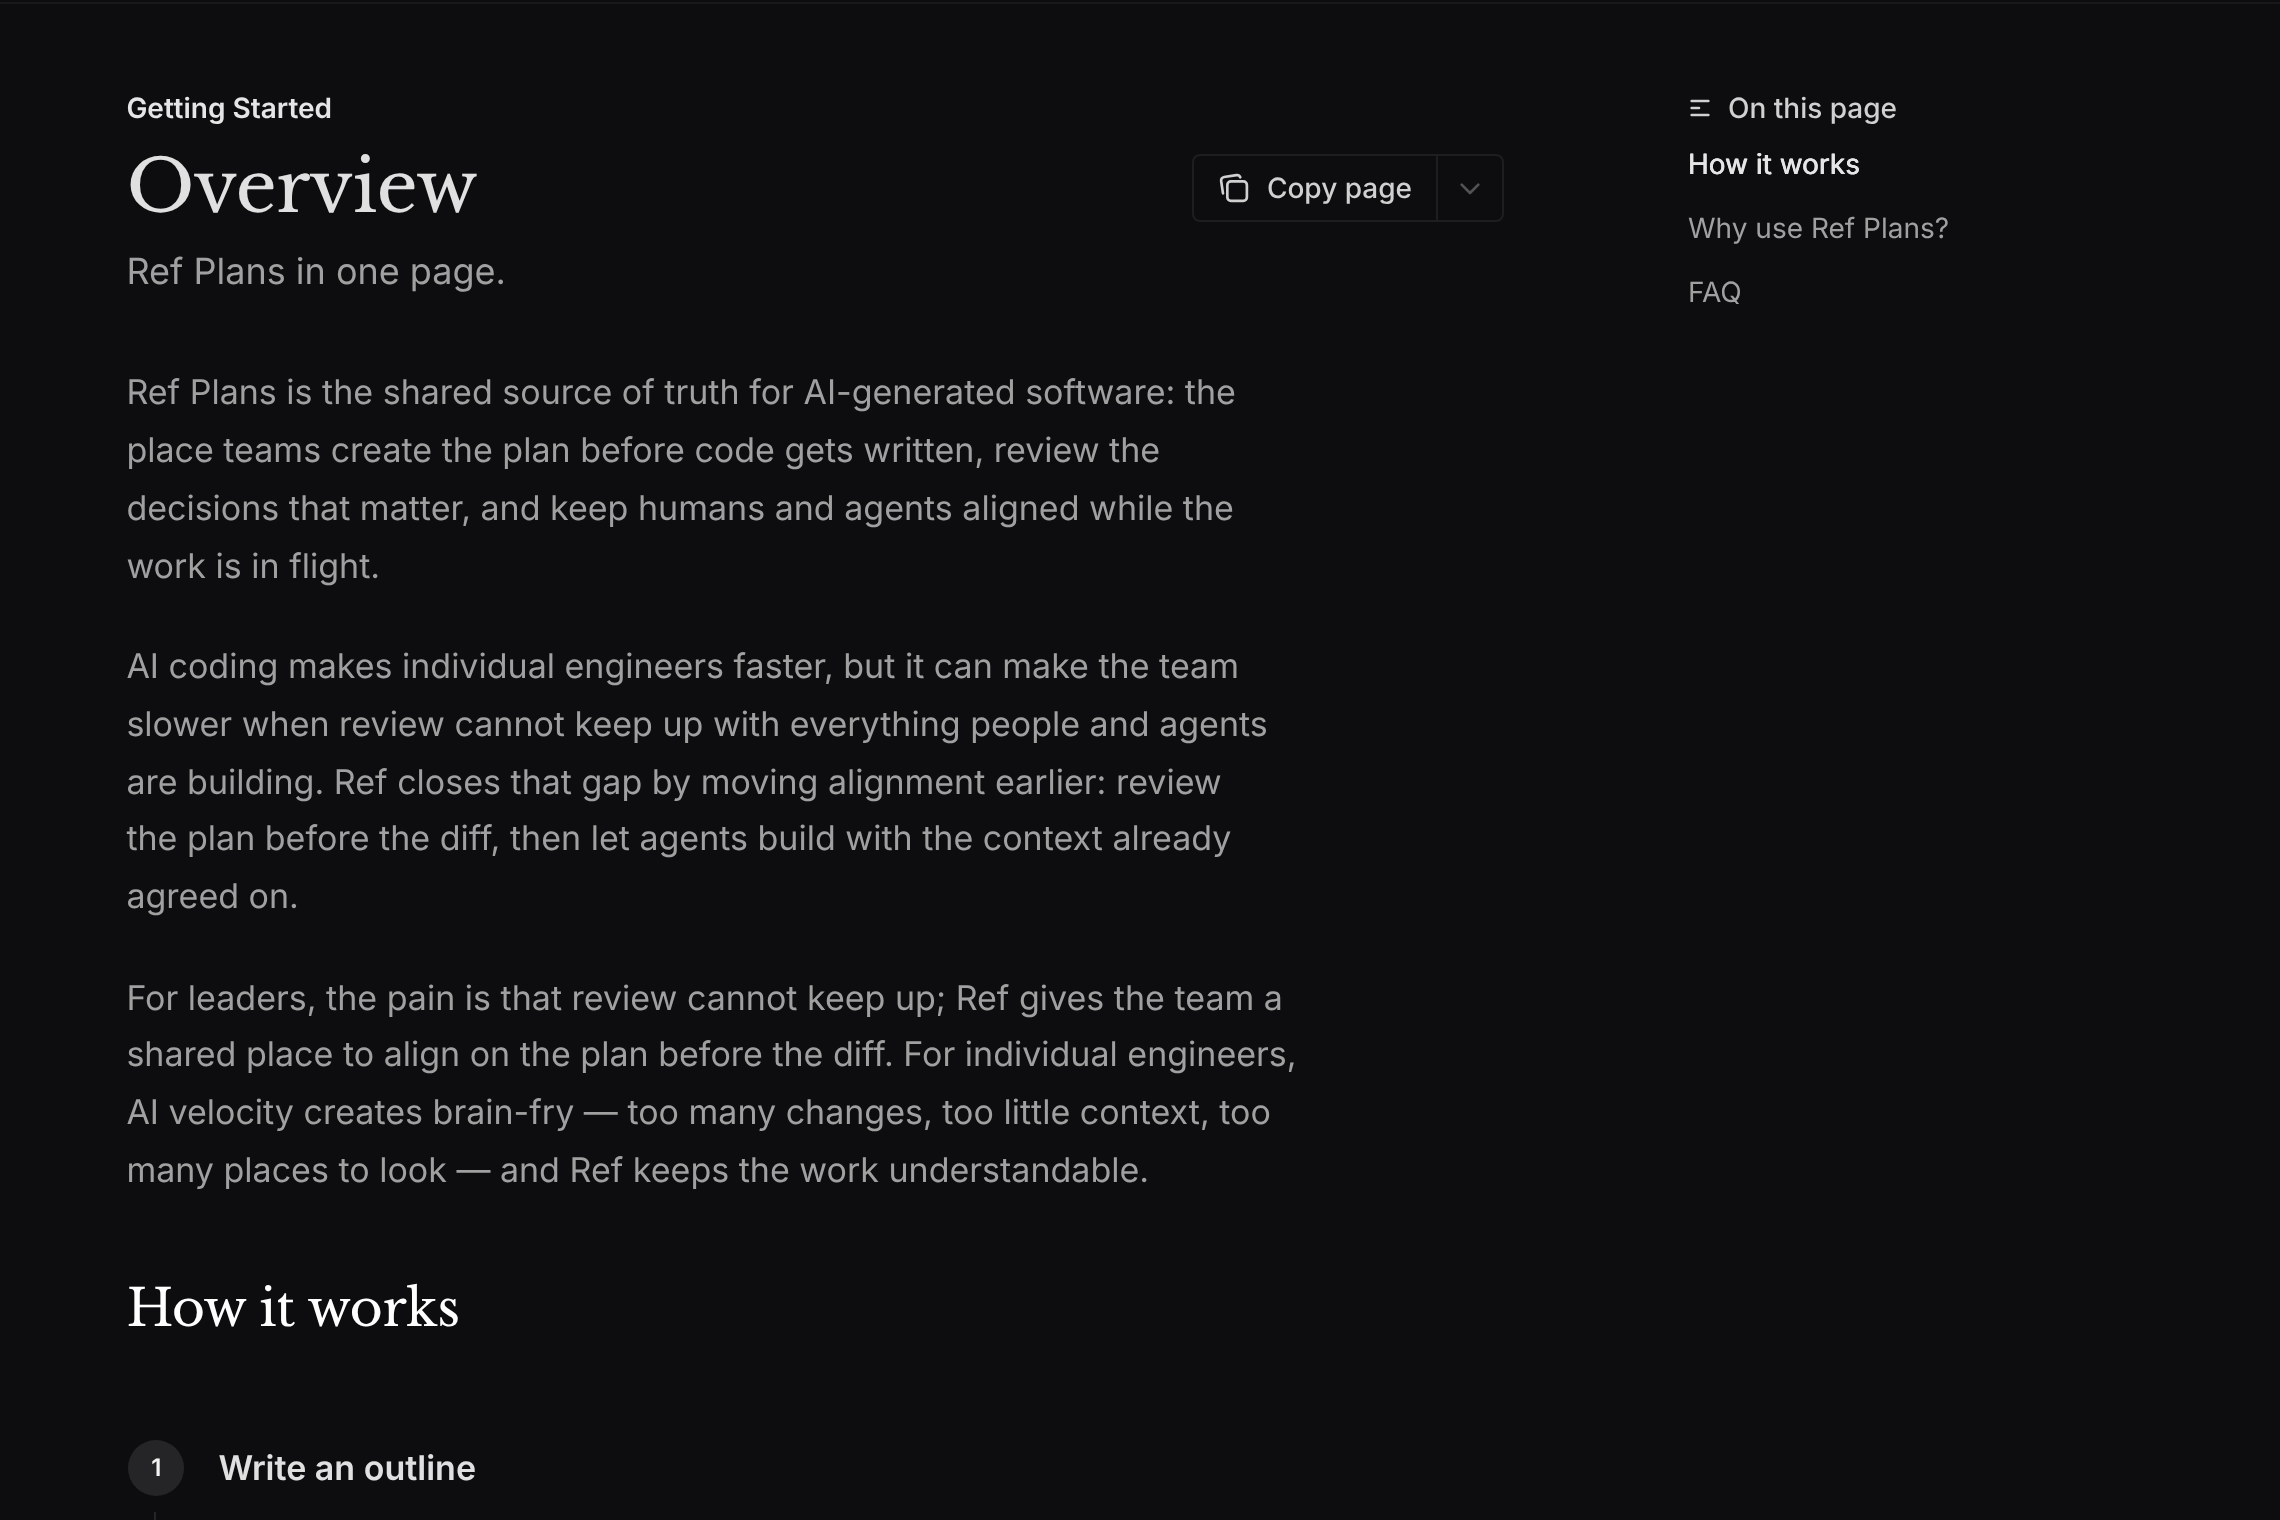 Getting Started
Overview
Copy page
Ref Plans in one page.
Ref Plans is the shared source of truth for AI-generated software: the
place teams create the plan before code gets written, review the
decisions that matter, and keep humans and agents aligned while the
work is in flight.
AI coding makes individual engineers faster, but it can make the team
slower when review cannot keep up with everything people and agents
are building. Ref closes that gap by moving alignment earlier: review
the plan before the diff, then let agents build with the context already
agreed on.
For leaders, the pain is that review cannot keep up; Ref gives the team a
shared place to align on the plan before the diff. For individual engineers,
AI velocity creates brain-fry — too many changes, too little context, too
many places to look — and Ref keeps the work understandable.
How it works
1 Write an outline
On this page
How it works
Why use Ref Plans?
FAQ